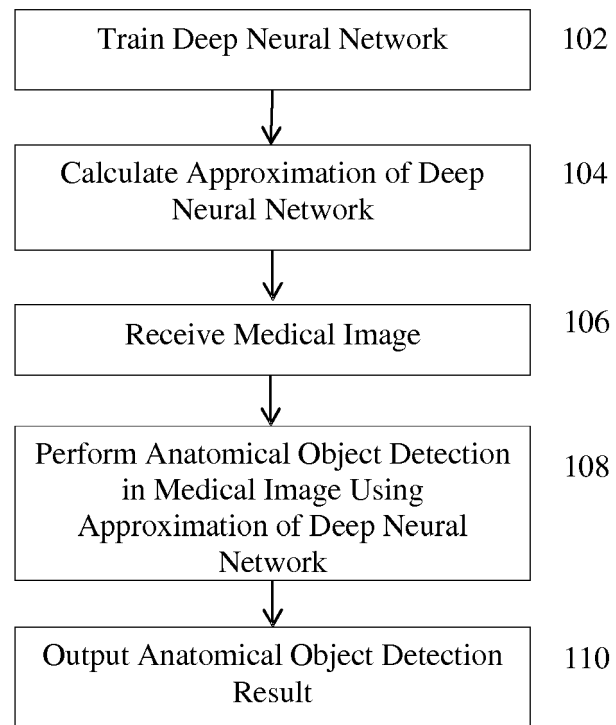 Train Deep Neural Network 102
Calculate Approximation of Deep 104
Neural Network
Receive Medical Image 106
Perform Anatomical Object Detection
in Medical Image Using 108
Approximation of Deep Neural
Network
Output Anatomical Object Detection 110
Result